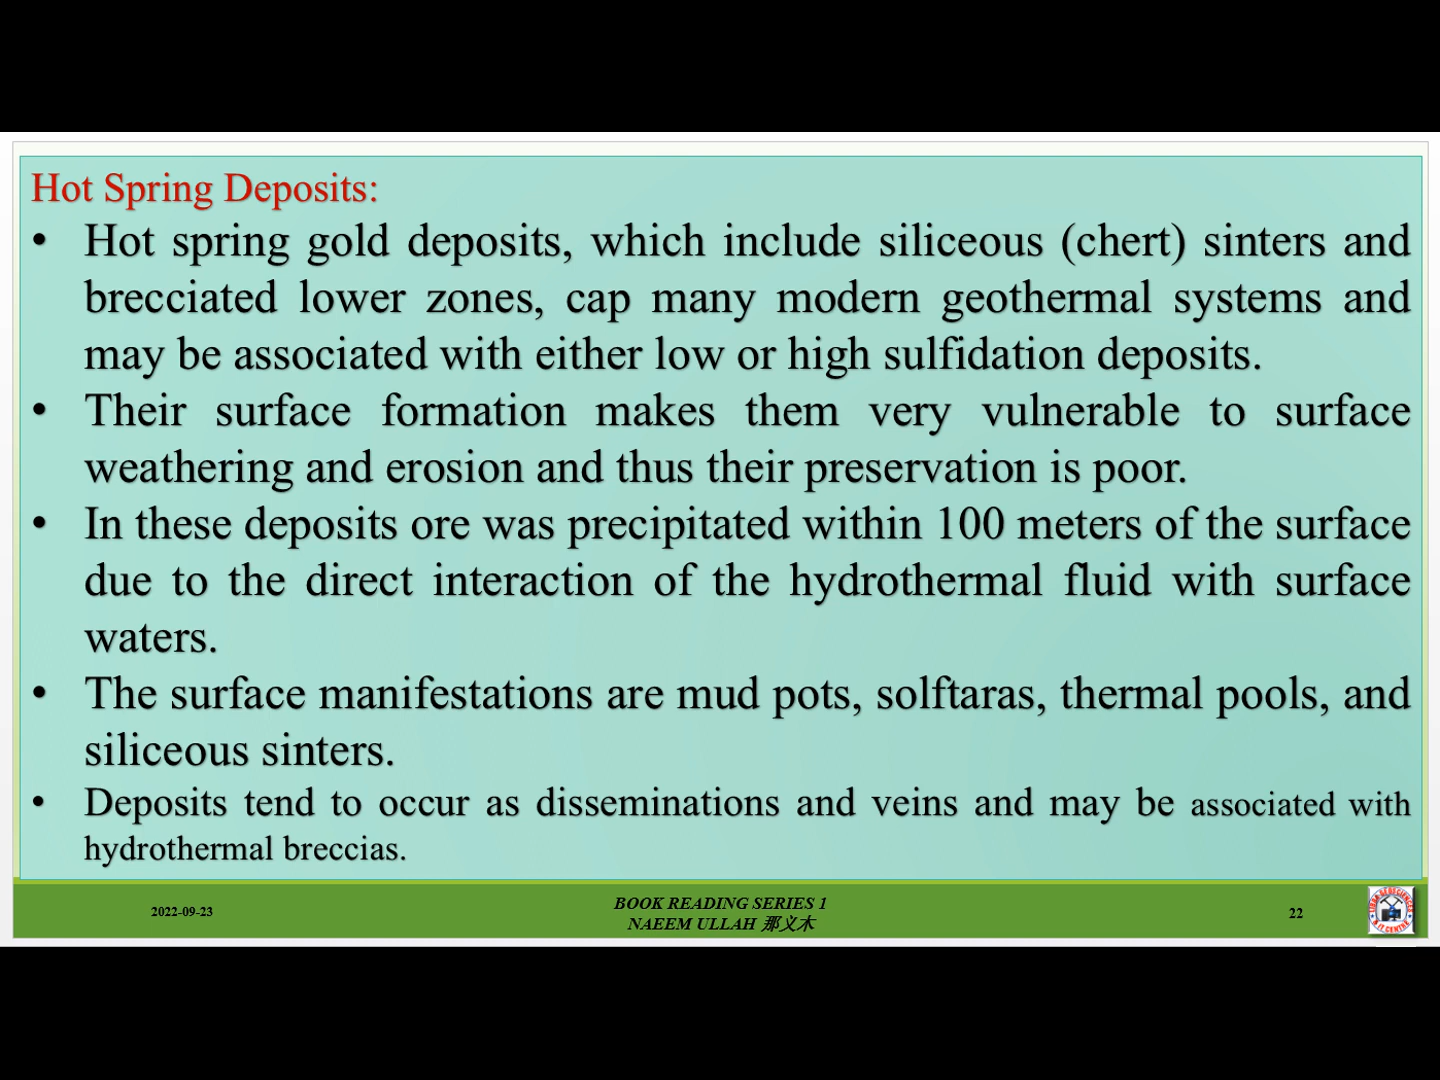 Hot Spring Deposits:
• Hot spring gold deposits, which include siliceous (chert) sinters and
brecciated lower zones, cap many modern geothermal systems and
may be associated with either low or high sulfidation deposits.
• Their surface formation makes them very vulnerable to surface
weathering and erosion and thus their preservation is poor.
• In these deposits ore was precipitated within 100 meters of the surface
due to the direct interaction of the hydrothermal fluid with surface
waters.
• The surface manifestations are mud pots, solftaras, thermal pools, and
siliceous sinters.
• Deposits tend to occur as disseminations and veins and may be associated with
hydrothermal breccias.
2022-09-23
BOOK READING SERIES 1
NAEEM ULLAH 那义木
22